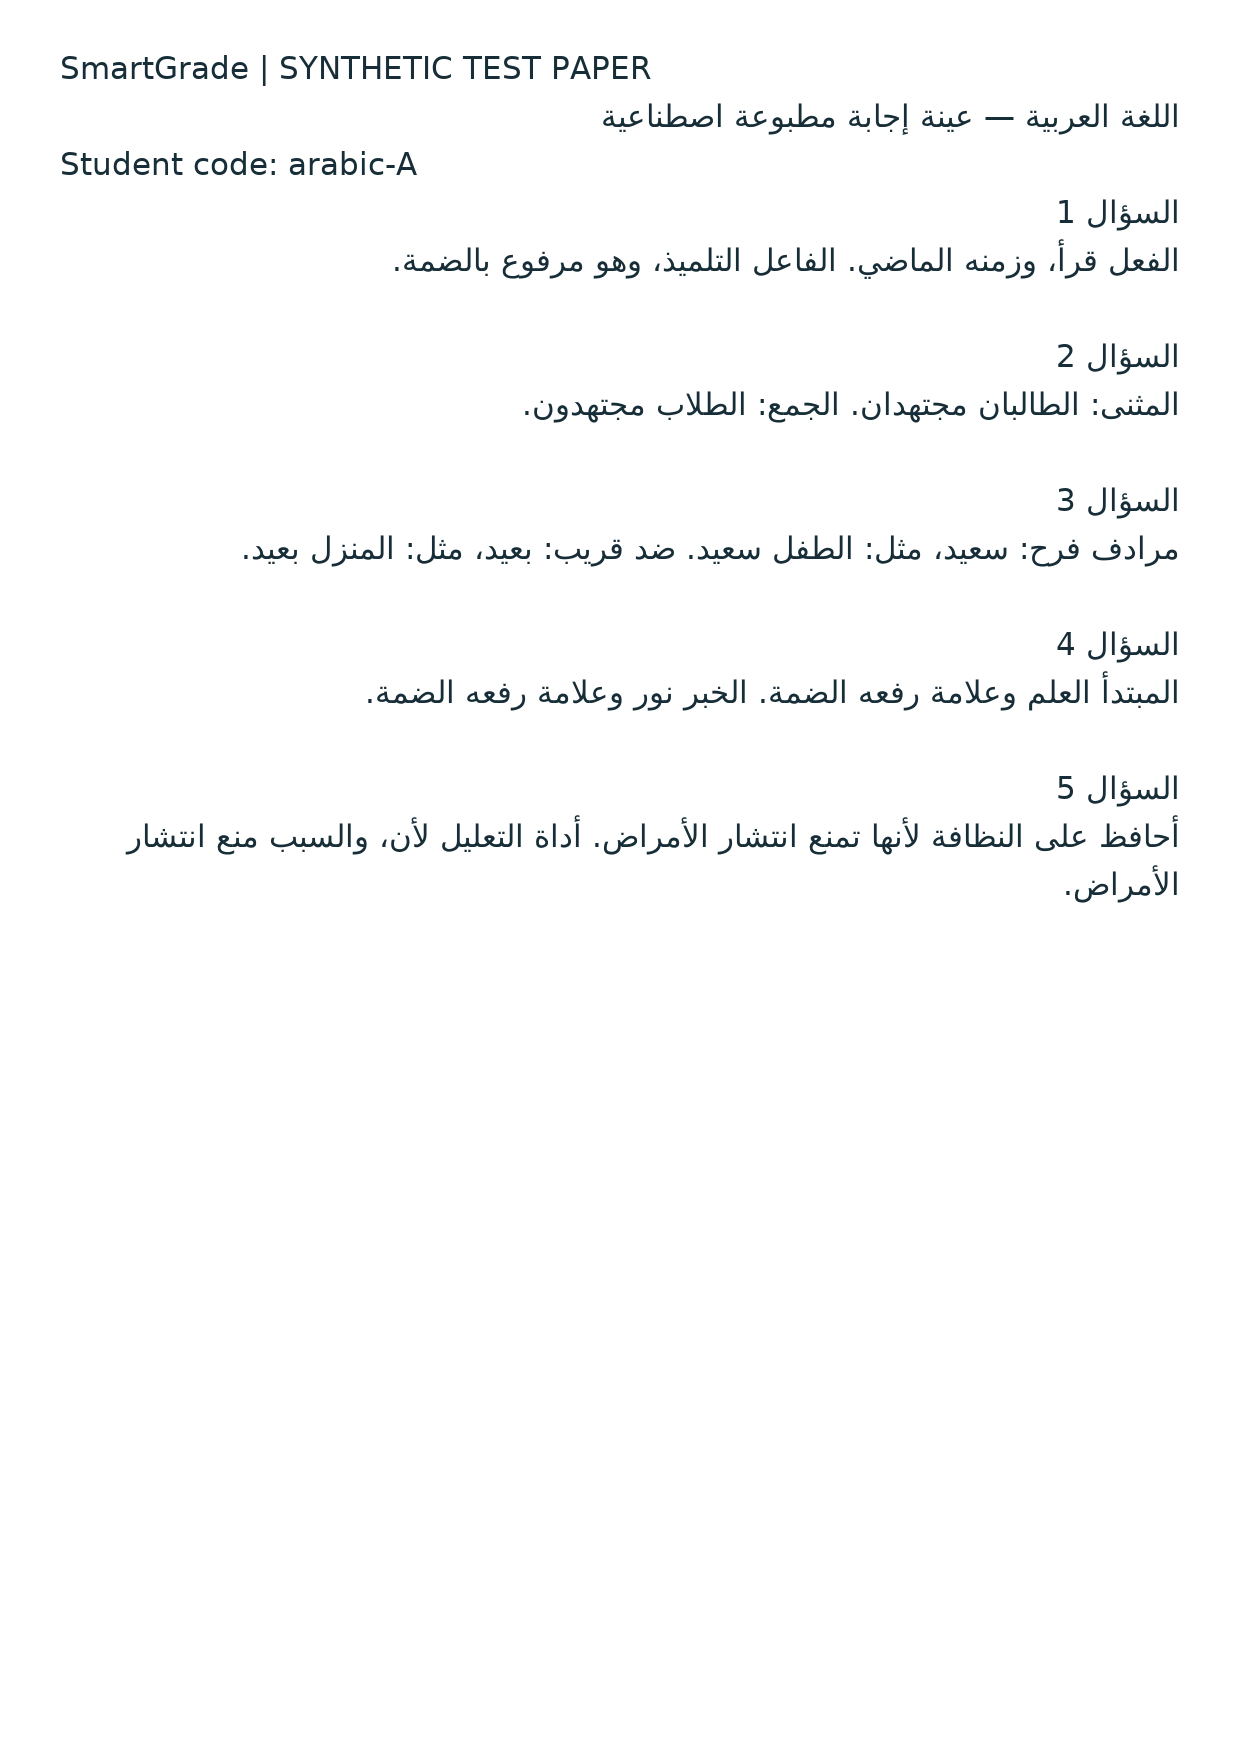 SmartGrade | SYNTHETIC TEST PAPER
اللغة العربية — عينة إجابة مطبوعة اصطناعية
Student code: arabic-A
السؤال 1
الفعل قرأ، وزمنه الماضي. الفاعل التلميذ، وهو مرفوع بالضمة.
السؤال 2
المثنى: الطالبان مجتهدان. الجمع: الطلاب مجتهدون.
السؤال 3
مرادف فرح: سعيد، مثل: الطفل سعيد. ضد قريب: بعيد، مثل: المنزل بعيد.
السؤال 4
المبتدأ العلم وعلامة رفعه الضمة. الخبر نور وعلامة رفعه الضمة.
السؤال 5
أحافظ على النظافة لأنها تمنع انتشار الأمراض. أداة التعليل لأن، والسبب منع انتشار
الأمراض.